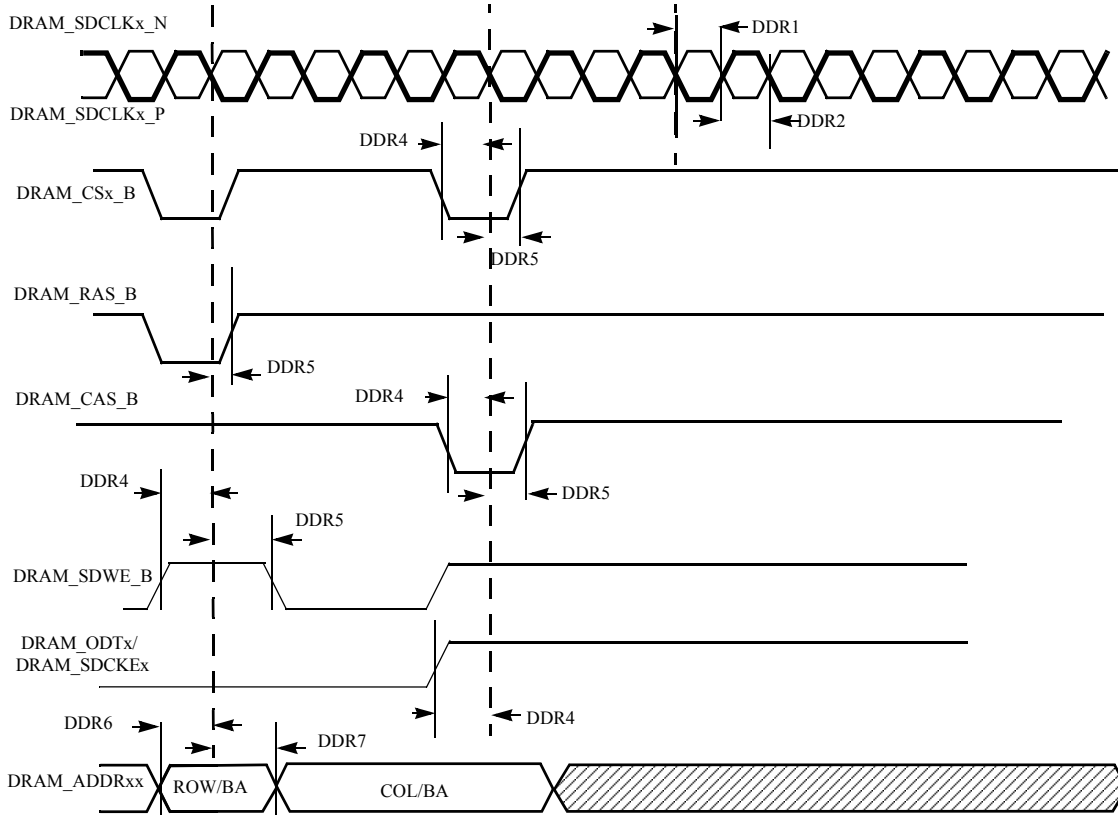 DRAM_SDCLKx_N
DDR1
DRAM_SDCLKx_P
DDR2
DDR4
DRAM_CSx_B
DDR5
DRAM_RAS_B
DDR5
DDR4
DRAM_CAS_B
DDR4
DDR5
DDR5
DRAM_SDWE_B
DRAM_ODTx/
DRAM_SDCKEx
DDR6
DDR4
DDR7
DRAM_ADDRxx
ROW/BA
COL/BA